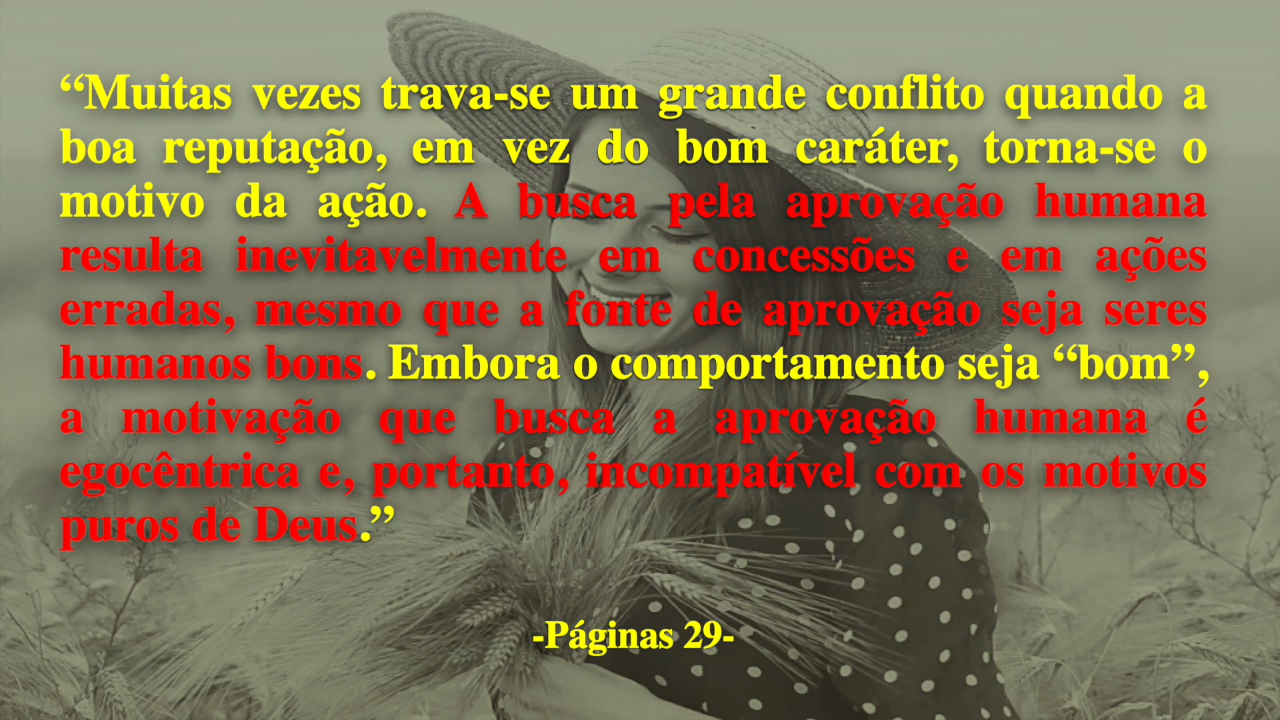 “Muitas vezes trava-se um grande conflito quando a
boa reputação, em vez do bom caráter, torna-se o
motivo da ação. A busca pela aprovação humana
resulta inevitavelmente em concessões e em ações
erradas, mesmo que a fonte de aprovação seja seres
humanos bons. Embora o comportamento seja “bom”,
a motivação que busca a aprovação humana é
egocêntrica e, portanto, incompatível com os motivos
puros de Deus.”
-Páginas 29-